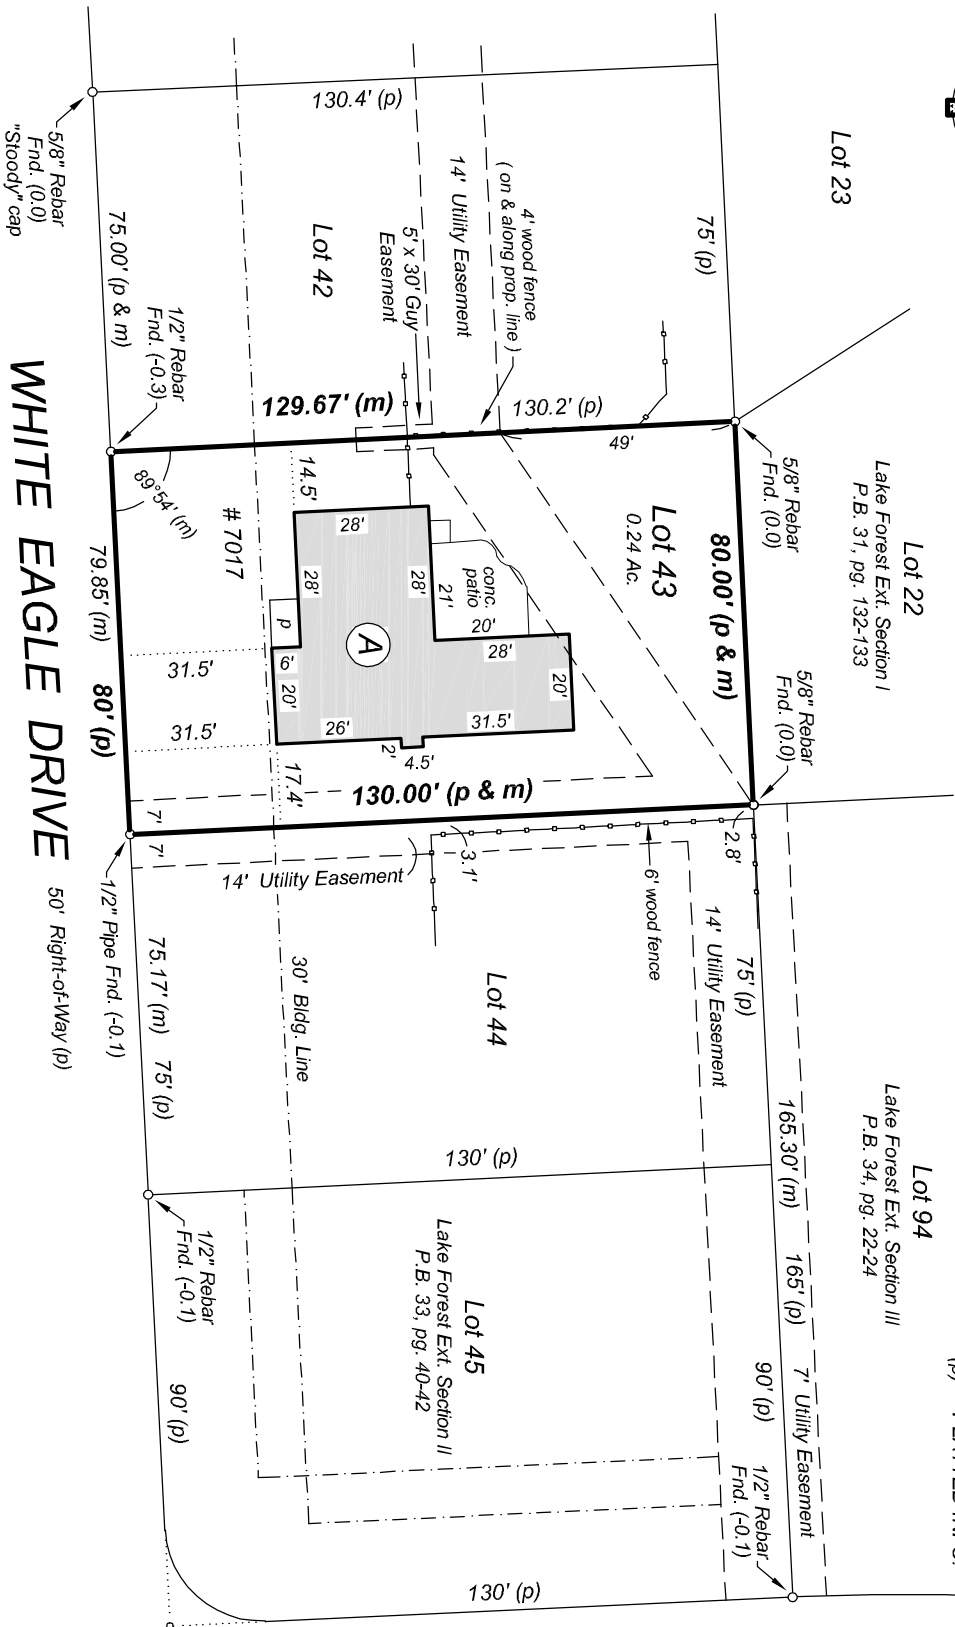 Lot 23
Lot 22
Lake Forest Ext. Section I
P.B. 31, pg. 132-133
Lot 94
Lake Forest Ext. Section III
P.B. 34, pg. 22-24
75' (p)
5/8" Rebar
Fnd. (0.0)
5/8" Rebar
Fnd. (0.0)
165.30' (m)
165' (p)
7' Utility Easement
75' (p)
90' (p)
1/2" Rebar
Fnd. (-0.1)
130.4' (p)
14' Utility Easement
4' wood fence
( on & along prop. line )
5' x 30' Guy
Easement
Lot 42
129.67' (m)
130.2' (p)
49'
80.00' (p & m)
Lot 43
0.24 Ac.
conc.
patio
21'
20'
14.5'
28'
28'
28'
28'
20'
A
p
6'
20'
26'
31.5'
2'
4.5'
# 7017
31.5'
31.5'
17.4'
130.00' (p & m)
89°54' (m)
7'
7'
14' Utility Easement
3.1'
2.8'
6' wood fence
14' Utility Easement
Lot 44
30' Bldg. Line
130' (p)
Lot 45
Lake Forest Ext. Section II
P.B. 33, pg. 40-42
130' (p)
5/8" Rebar
Fnd. (0.0)
"Stoody" cap
75.00' (p & m)
1/2" Rebar
Fnd. (-0.3)
79.85' (m)
80' (p)
1/2" Pipe Fnd. (-0.1)
75.17' (m)
75' (p)
1/2" Rebar
Fnd. (-0.1)
90' (p)
WHITE EAGLE DRIVE
50' Right-of-Way (p)